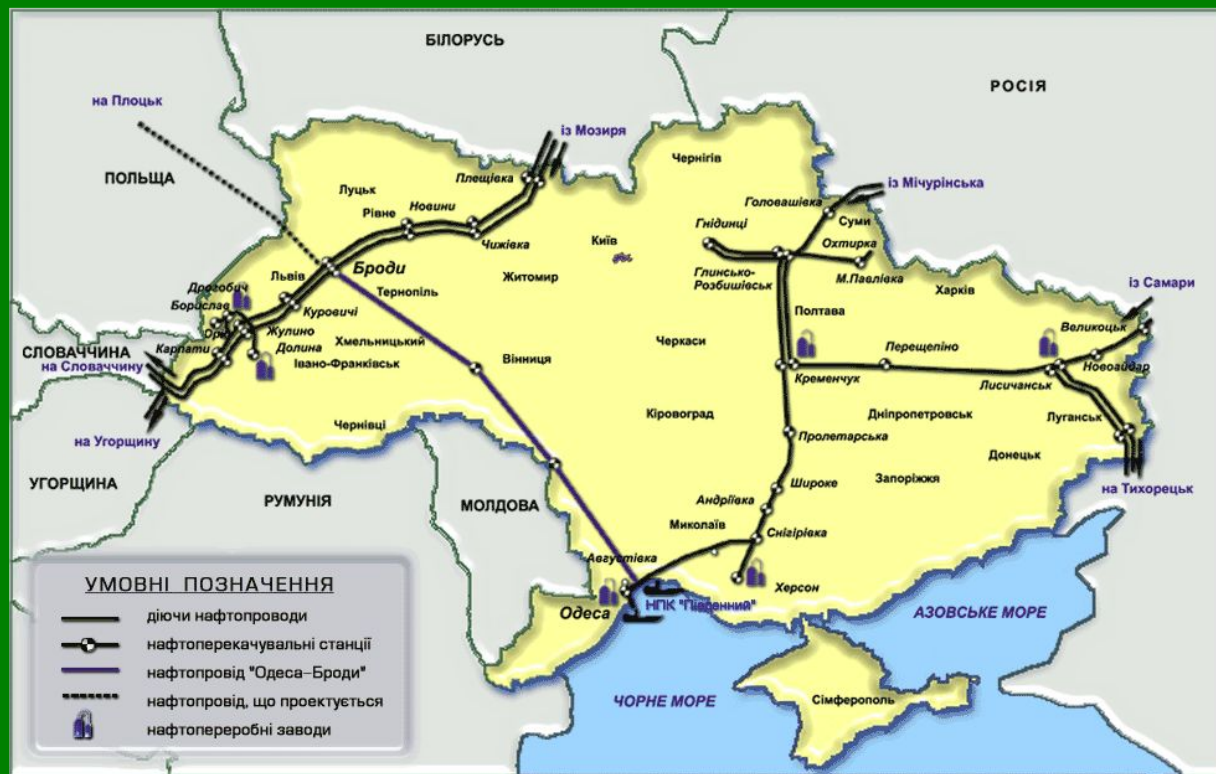 БІЛОРУСЬ
РОСІЯ
на Плоцьк
із Мозиря
ПОЛЬЩА
Чернігів
із Мічурінська
Плещівка
Луцьк
Головашівка
Новини
Рівне
Гнідинці
Суми
Чижівка
Київ
Охтирка
Броди
Львів
Житомир
Глинсько-
Розбишівськ
М.Павлівка
Дрогобич
Тернопіль
Харків
із Самари
Борислав
Куровичі
Полтава
Великоцьк
Жулино
Хмельницький
Черкаси
СЛОВАЧЧИНА
Карпати
Долина
Вінниця
Перещепіно
на Словаччину
Івано-Франківськ
Кременчук
Новоайдар
Лисичанськ
Кіровоград
Дніпропетровськ
Луганськ
Чернівці
на Угорщину
Пролетарська
Донецьк
УГОРЩИНА
РУМУНІЯ
МОЛДОВА
Запоріжжя
Широке
на Тихорецьк
Андріївка
Миколаїв
Снігірівка
Августівка
Херсон
НПК "Південний"
Одеса
АЗОВСЬКЕ МОРЕ
ЧОРНЕ МОРЕ
Сімферополь
УМОВНІ ПОЗНАЧЕННЯ
діючи нафтопроводи
нафтоперекачувальні станції
нафтопровід "Одеса–Броди"
нафтопровід, що проектується
нафтопереробні заводи